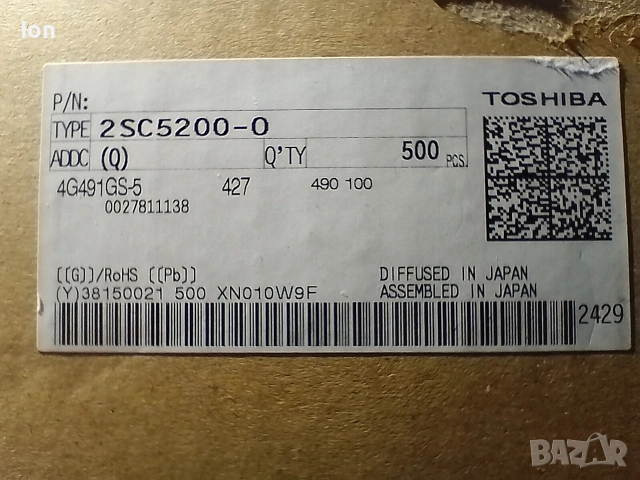 Ion
P/N:
TOSHIBA
TYPE 2SC5200-O
ADDC (Q) Q'TY 500 PCS.
4G491GS-5 427 490 100
0027811138
[[G]]/RoHS [[Pb]] DIFFUSED IN JAPAN
(Y)38150021 500 XN010W9F ASSEMBLED IN JAPAN
2429
BAZAR